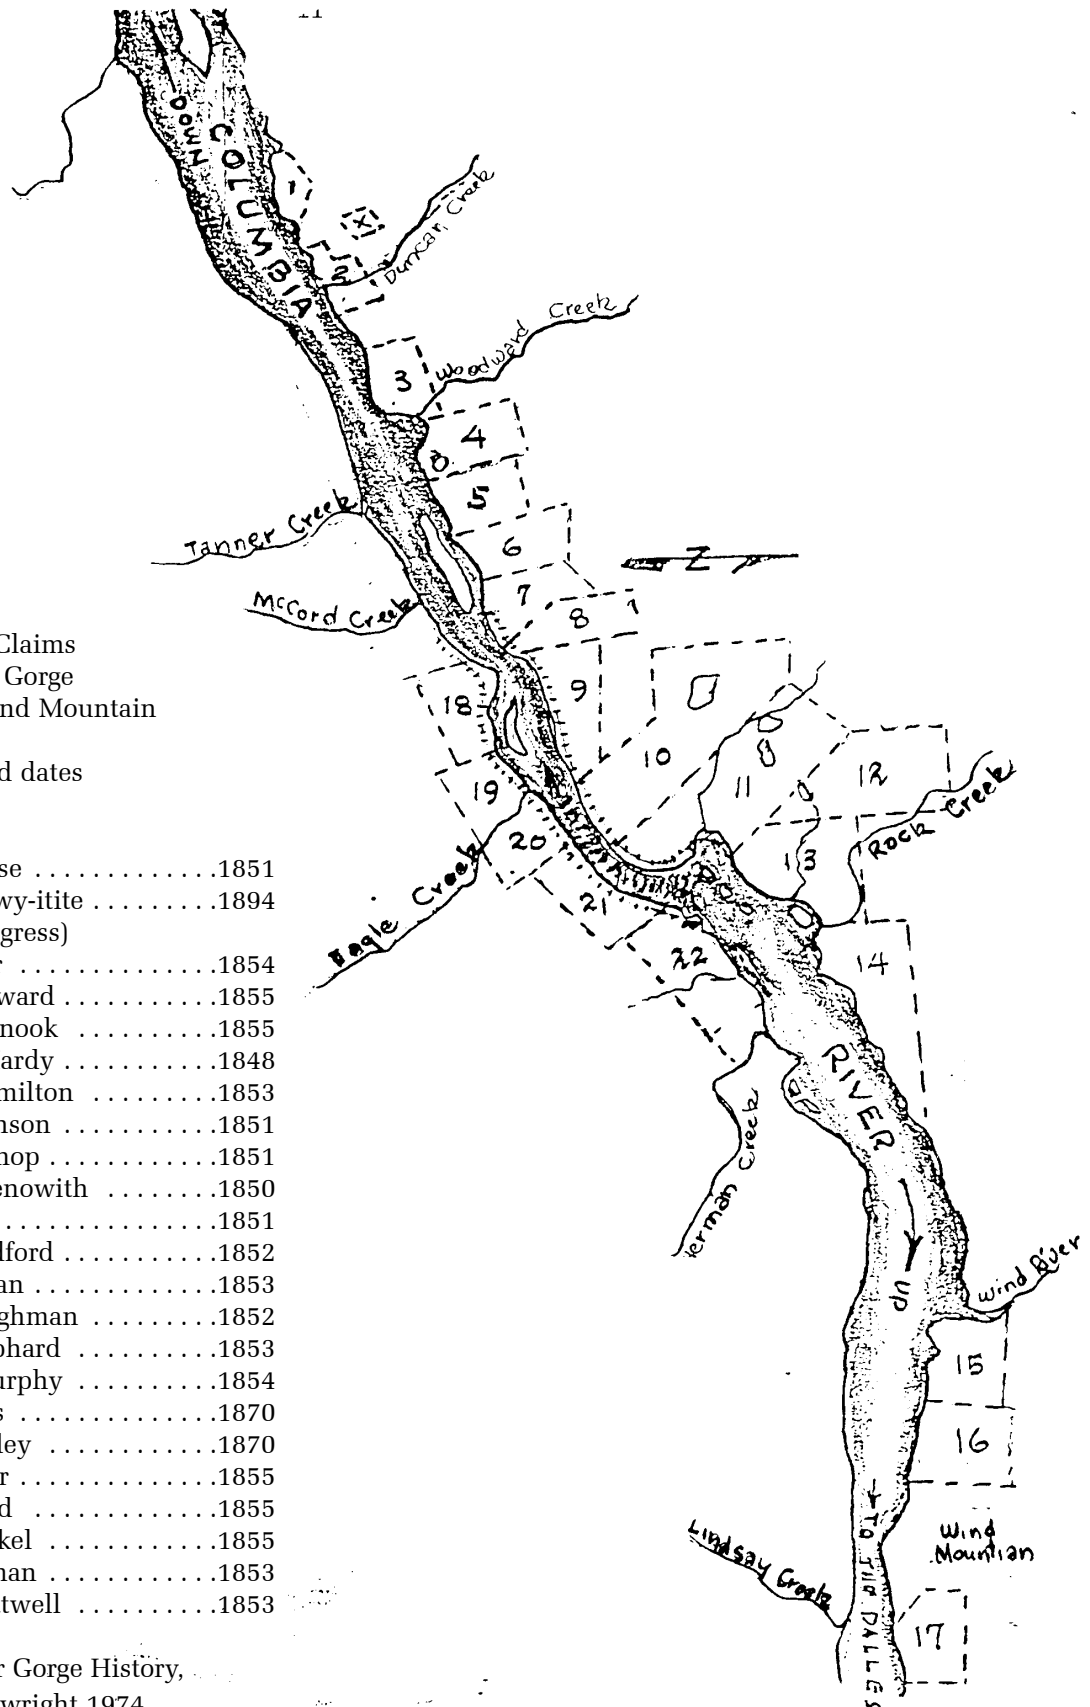 11
DOWN
COLUMBIA
1
X
2
Duncan Creek
3
Woodward Creek
4
5
Tanner Creek
6
N
7
McCord Creek
8
9
18
10
11
12
19
13
Rock Creek
20
Eagle Creek
21
22
14
RIVER
Herman Creek
UP
Wind River
15
16
TO THE DALLES
Wind
Mountian
Lindsay Creek
17
Claims
Gorge
nd Mountain
d dates
se . . . . . . . . . . . . .1851
wy-itite . . . . . . . . .1894
gress)
r . . . . . . . . . . . . . .1854
ward . . . . . . . . . . .1855
nook . . . . . . . . . .1855
ardy . . . . . . . . . . .1848
milton . . . . . . . . .1853
nson . . . . . . . . . . .1851
hop . . . . . . . . . . . .1851
enowith . . . . . . . .1850
. . . . . . . . . . . . . . .1851
lford . . . . . . . . . . .1852
an . . . . . . . . . . . . .1853
ghman . . . . . . . . . .1852
phard . . . . . . . . . .1853
urphy . . . . . . . . . .1854
s . . . . . . . . . . . . . .1870
ley . . . . . . . . . . . .1870
r . . . . . . . . . . . . . .1855
d . . . . . . . . . . . . .1855
kel . . . . . . . . . . . .1855
nan . . . . . . . . . . . .1853
twell . . . . . . . . . .1853
r Gorge History,
wright 1974